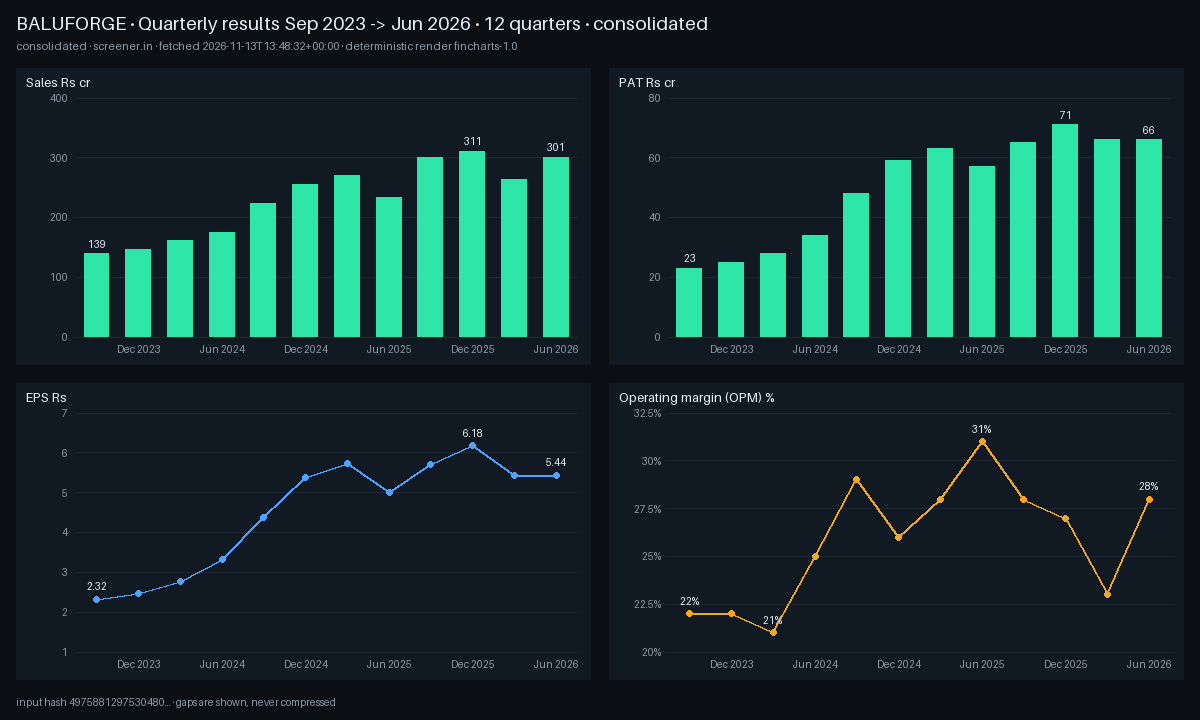 BALUFORGE · Quarterly results Sep 2023 -> Jun 2026 · 12 quarters · consolidated
consolidated · screener.in · fetched 2026-11-13T13:48:32+00:00 · deterministic render fincharts-1.0
Sales Rs cr
400
300
200
100
0
139
311
301
Dec 2023
Jun 2024
Dec 2024
Jun 2025
Dec 2025
Jun 2026
PAT Rs cr
80
60
40
20
0
23
71
66
Dec 2023
Jun 2024
Dec 2024
Jun 2025
Dec 2025
Jun 2026
EPS Rs
7
6
5
4
3
2
1
2.32
6.18
5.44
Dec 2023
Jun 2024
Dec 2024
Jun 2025
Dec 2025
Jun 2026
Operating margin (OPM) %
32.5%
30%
27.5%
25%
22.5%
20%
22%
21%
31%
28%
Dec 2023
Jun 2024
Dec 2024
Jun 2025
Dec 2025
Jun 2026
input hash 4975881297530480… · gaps are shown, never compressed